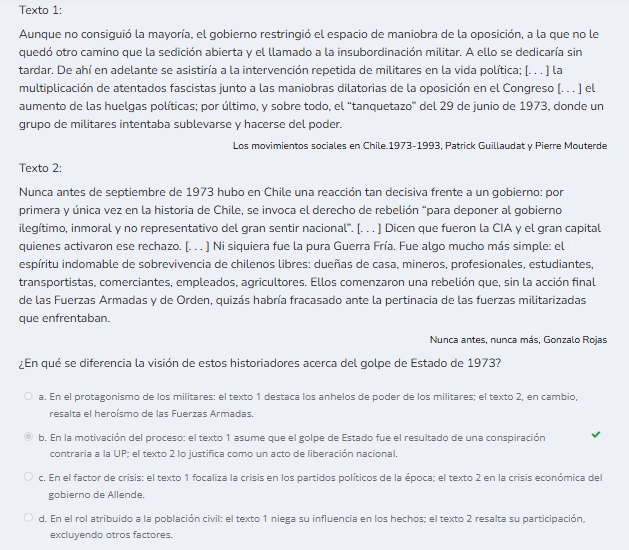 Texto 1:
Aunque no consiguió la mayoría, el gobierno restringió el espacio de maniobra de la oposición, a la que no le
quedó otro camino que la sedición abierta y el llamado a la insubordinación militar. A ello se dedicaría sin
tardar. De ahí en adelante se asistiría a la intervención repetida de militares en la vida política; [. . . ] la
multiplicación de atentados fascistas junto a las maniobras dilatorias de la oposición en el Congreso [. . . ] el
aumento de las huelgas políticas; por último, y sobre todo, el "tanquetazo" del 29 de junio de 1973, donde un
grupo de militares intentaba sublevarse y hacerse del poder.
Los movimientos sociales en Chile.1973-1993, Patrick Guillaudat y Pierre Mouterde
Texto 2:
Nunca antes de septiembre de 1973 hubo en Chile una reacción tan decisiva frente a un gobierno: por
primera y única vez en la historia de Chile, se invoca el derecho de rebelión "para deponer al gobierno
ilegítimo, inmoral y no representativo del gran sentir nacional". [. . . ] Dicen que fueron la CIA y el gran capital
quienes activaron ese rechazo. [. . . ] Ni siquiera fue la pura Guerra Fría. Fue algo mucho más simple: el
espíritu indomable de sobrevivencia de chilenos libres: dueñas de casa, mineros, profesionales, estudiantes,
transportistas, comerciantes, empleados, agricultores. Ellos comenzaron una rebelión que, sin la acción final
de las Fuerzas Armadas y de Orden, quizás habría fracasado ante la pertinacia de las fuerzas militarizadas
que enfrentaban.
Nunca antes, nunca más, Gonzalo Rojas
¿En qué se diferencia la visión de estos historiadores acerca del golpe de Estado de 1973?
a. En el protagonismo de los militares: el texto 1 destaca los anhelos de poder de los militares; el texto 2, en cambio,
resalta el heroísmo de las Fuerzas Armadas.
b. En la motivación del proceso: el texto 1 asume que el golpe de Estado fue el resultado de una conspiración
contraria a la UP; el texto 2 lo justifica como un acto de liberación nacional.
c. En el factor de crisis: el texto 1 focaliza la crisis en los partidos políticos de la época; el texto 2 en la crisis económica del
gobierno de Allende.
d. En el rol atribuido a la población civil: el texto 1 niega su influencia en los hechos; el texto 2 resalta su participación,
excluyendo otros factores.